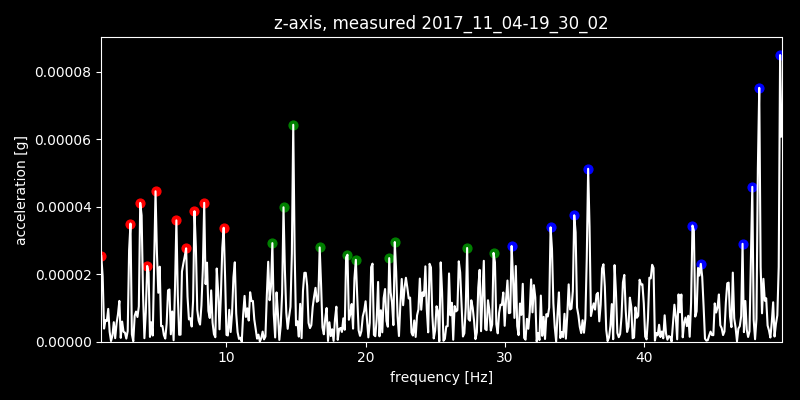 z-axis, measured 2017_11_04-19_30_02
acceleration [g]
0.00008
0.00006
0.00004
0.00002
0.00000
10 20 30 40
frequency [Hz]